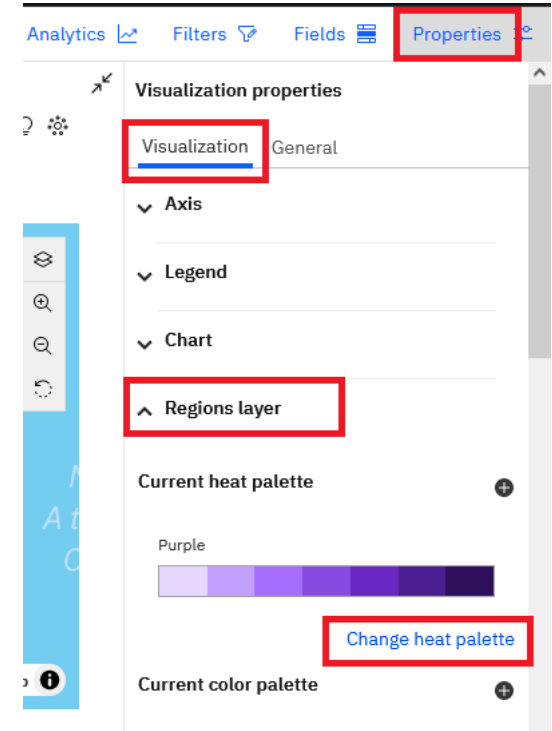 Analytics Filters Fields Properties
Visualization properties
Visualization General
Axis
Legend
Chart
Regions layer
Current heat palette
Purple
Change heat palette
Current color palette